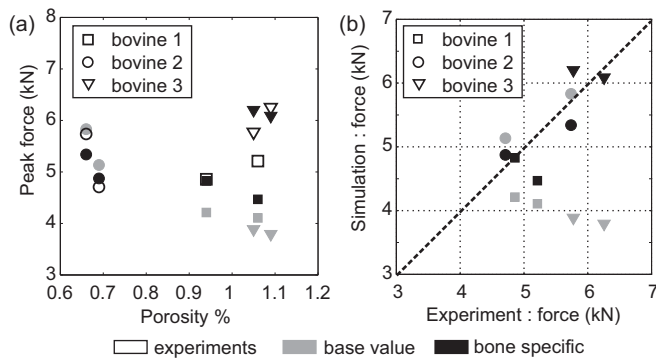 (a)
bovine 1
bovine 2
bovine 3
Peak force (kN)
8
7
6
5
4
3
0.6 0.7 0.8 0.9 1 1.1 1.2
Porosity %
(b)
bovine 1
bovine 2
bovine 3
Simulation : force (kN)
7
6
5
4
3
3 4 5 6 7
Experiment : force (kN)
experiments base value bone specific